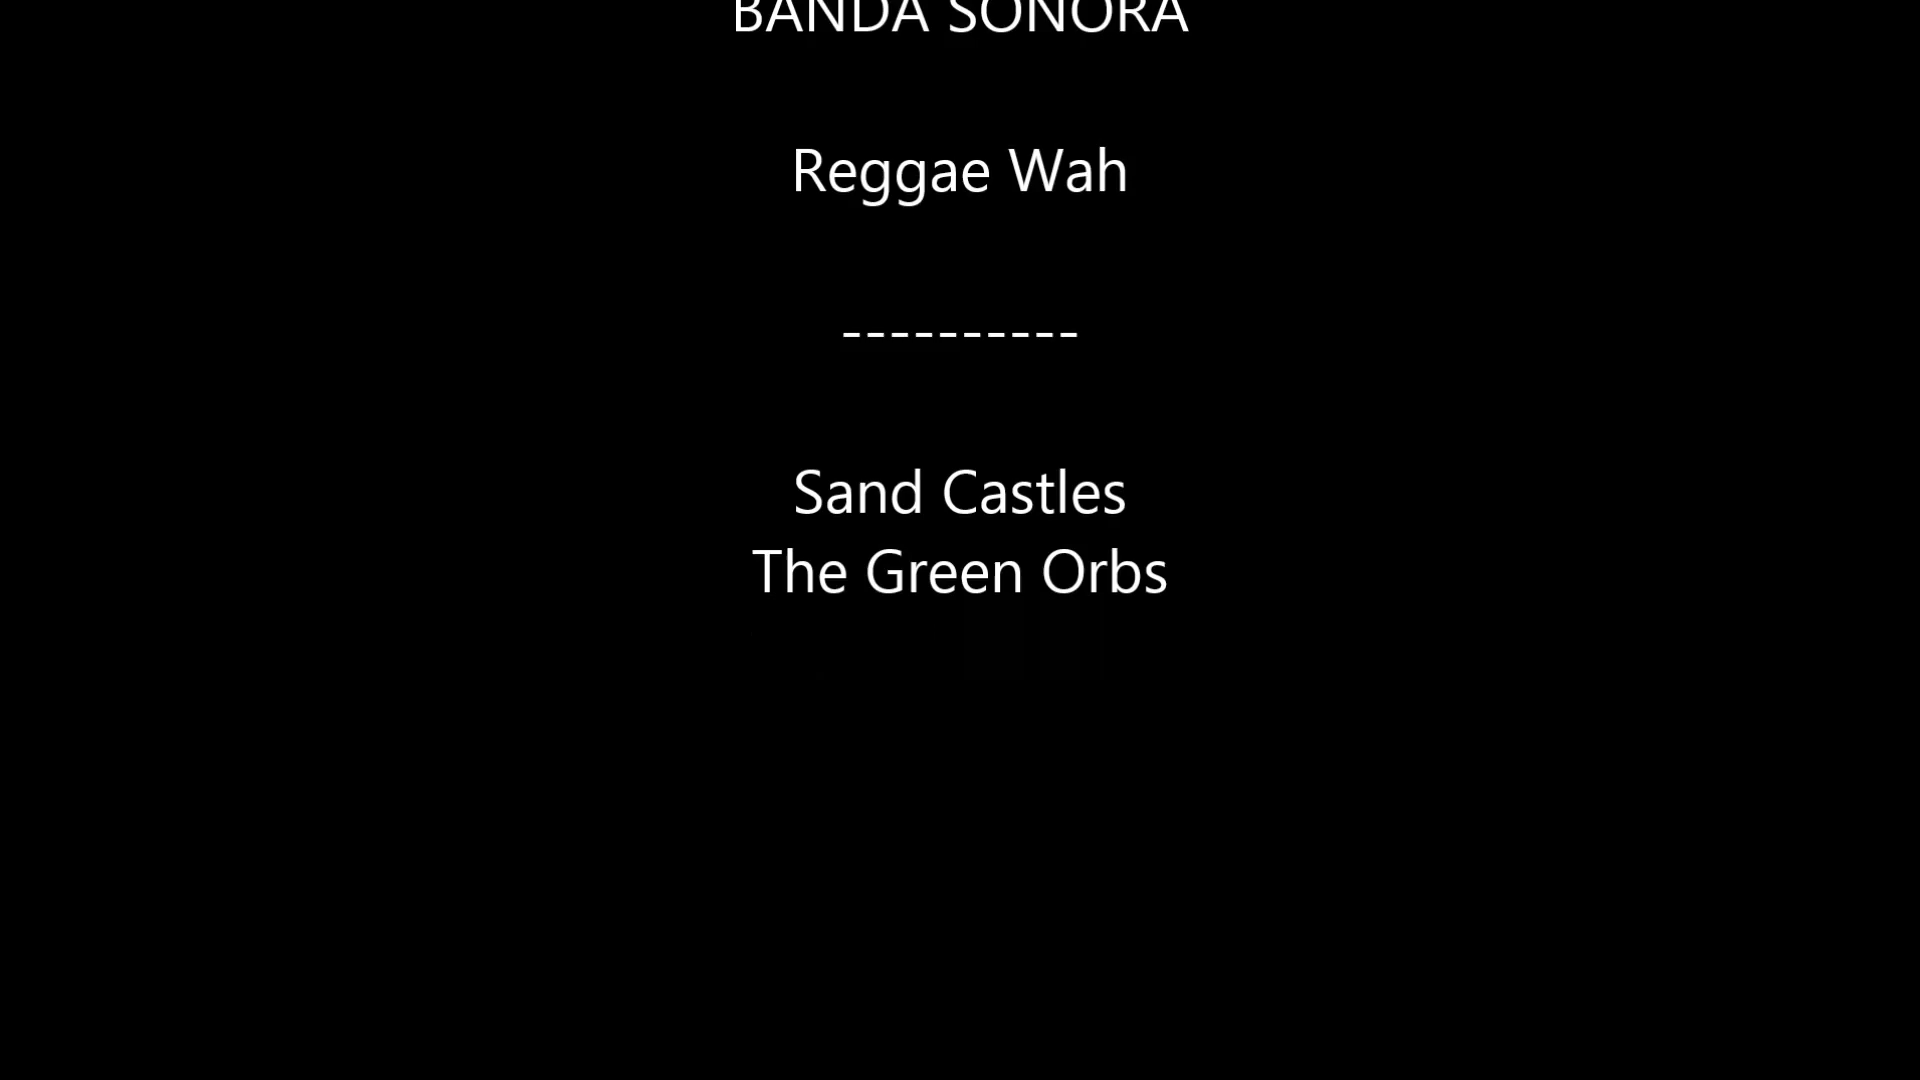 BANDA SONORA
Reggae Wah
----------
Sand Castles
The Green Orbs